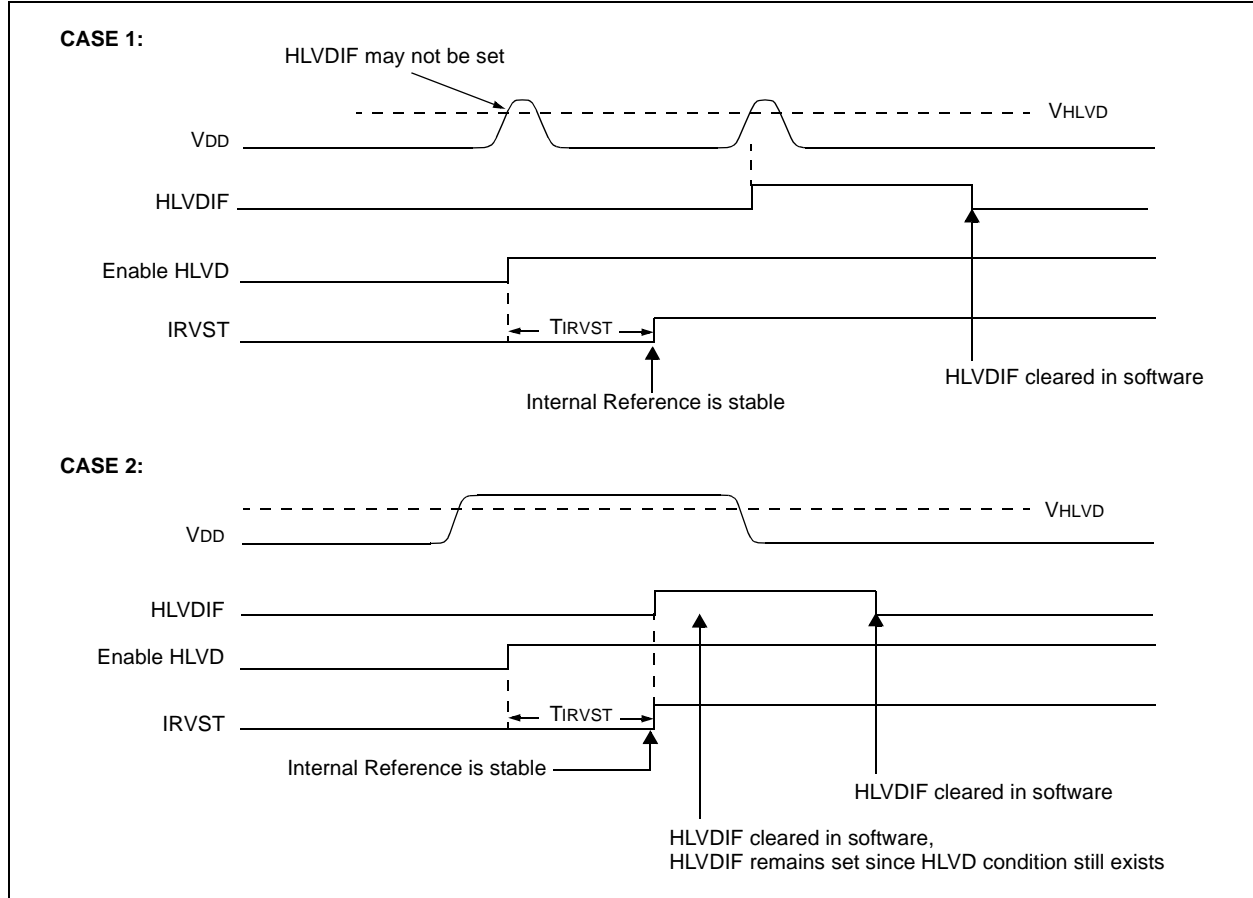 CASE 1:
HLVDIF may not be set
VHLVD
VDD
HLVDIF
Enable HLVD
IRVST
TIRVST
HLVDIF cleared in software
Internal Reference is stable
CASE 2:
VHLVD
VDD
HLVDIF
Enable HLVD
IRVST
TIRVST
Internal Reference is stable
HLVDIF cleared in software
HLVDIF cleared in software,
HLVDIF remains set since HLVD condition still exists